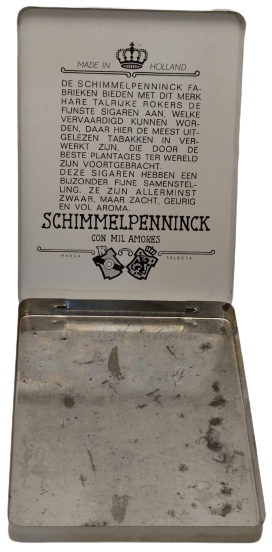 MADE IN HOLLAND
DE SCHIMMELPENNINCK FA-
BRIEKEN BIEDEN MET DIT MERK
HARE TALRIJKE ROKERS DE
FIJNSTE SIGAREN AAN, WELKE
VERVAARDIGD KUNNEN WOR-
DEN, DAAR HIER DE MEEST UIT-
GELEZEN TABAKKEN IN VER-
WERKT ZIJN, DIE DOOR DE
BESTE PLANTAGES TER WERELD
ZIJN VOORTGEBRACHT.
DEZE SIGAREN HEBBEN EEN
BIJZONDER FIJNE SAMENSTEL-
LING. ZE ZIJN ALLERMINST
ZWAAR, MAAR ZACHT, GEURIG
EN VOL AROMA.
SCHIMMELPENNINCK
CON MIL AMORES
MARCA SELECTA